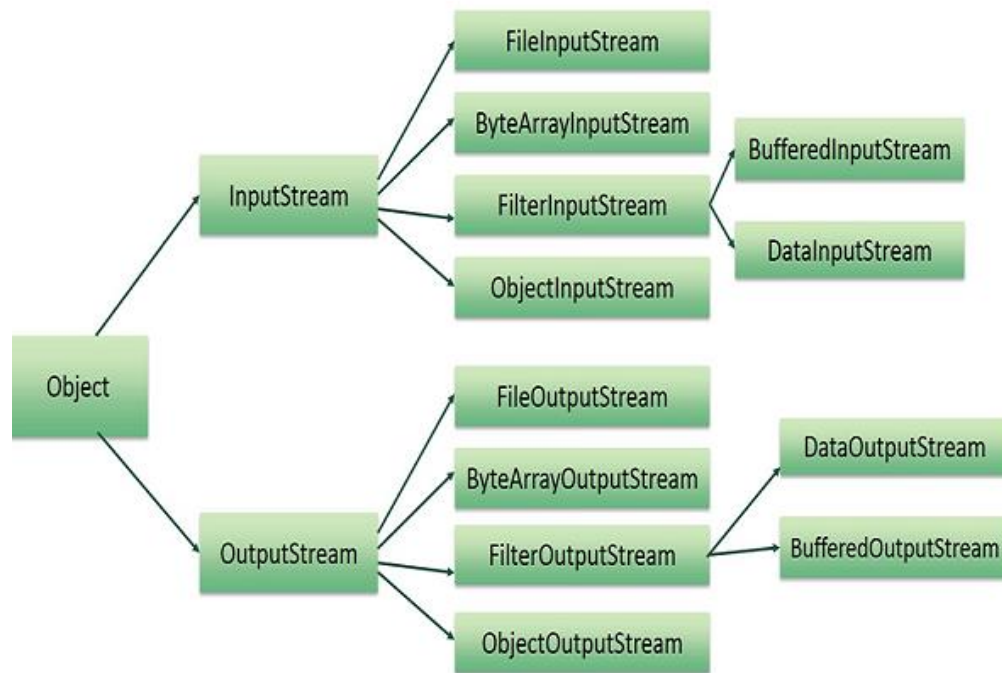 FileInputStream
ByteArrayInputStream
BufferedInputStream
InputStream
FilterInputStream
DataInputStream
ObjectInputStream
Object
FileOutputStream
DataOutputStream
ByteArrayOutputStream
OutputStream
FilterOutputStream
BufferedOutputStream
ObjectOutputStream